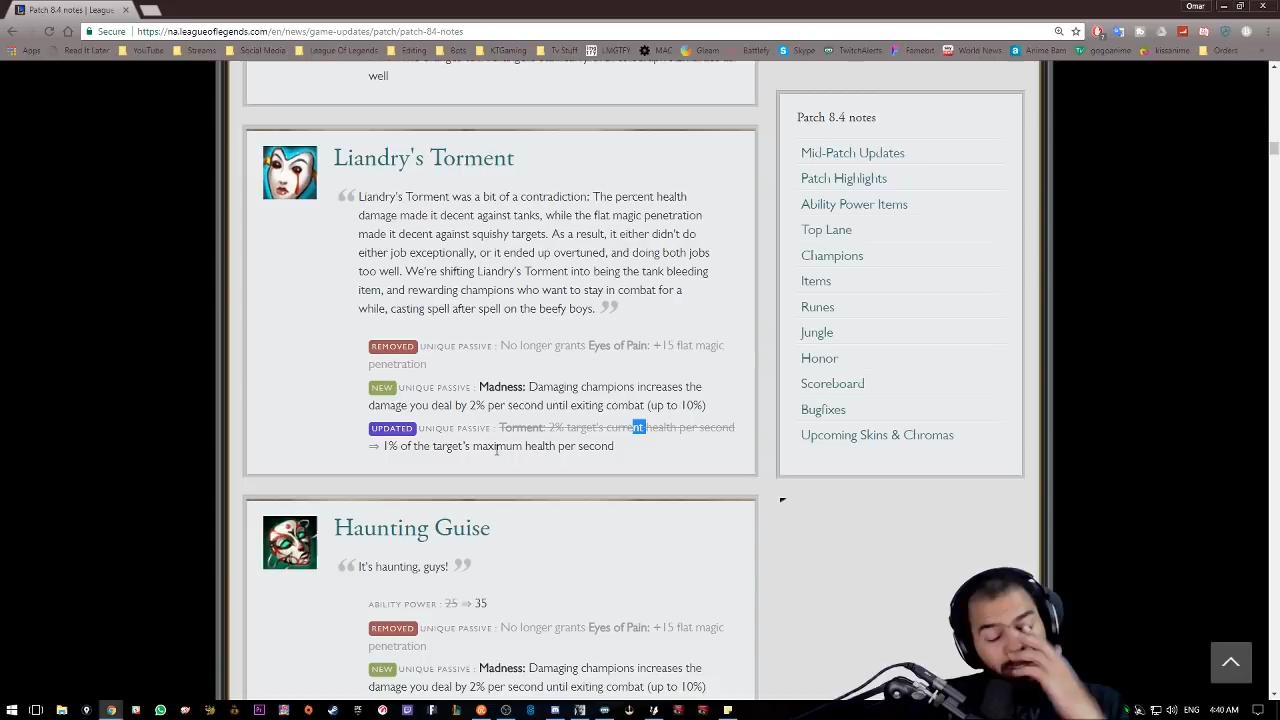 Patch 8.4 notes | League
Omar
Secure
https://na.leagueoflegends.com/en/news/game-updates/patch/patch-84-notes
Apps
Read It Later
YouTube
Streams
Social Media
League Of Legends
Editing
Bots
KTGaming
Tv Stuff
LMGTFY
MAC
Gleam
Battlefy
Skype
TwitchAlerts
Famebit
World News
Anime Bam
gogoanime
kissanime
Orders
well
Liandry's Torment
Liandry's Torment was a bit of a contradiction: The percent health
damage made it decent against tanks, while the flat magic penetration
made it decent against squishy targets. As a result, it either didn't do
either job exceptionally, or it ended up overtuned, and doing both jobs
too well. We're shifting Liandry's Torment into being the tank bleeding
item, and rewarding champions who want to stay in combat for a
while, casting spell after spell on the beefy boys.
REMOVED UNIQUE PASSIVE : No longer grants Eyes of Pain: +15 flat magic
penetration
NEW UNIQUE PASSIVE : Madness: Damaging champions increases the
damage you deal by 2% per second until exiting combat (up to 10%)
UPDATED UNIQUE PASSIVE : Torment: 2% target's current health per second
⇒ 1% of the target's maximum health per second
Haunting Guise
It's haunting, guys!
ABILITY POWER : 25 ⇒ 35
REMOVED UNIQUE PASSIVE : No longer grants Eyes of Pain: +15 flat magic
penetration
NEW UNIQUE PASSIVE : Madness: Damaging champions increases the
damage you deal by 2% per second until exiting combat (up to 10%)
Patch 8.4 notes
Mid-Patch Updates
Patch Highlights
Ability Power Items
Top Lane
Champions
Items
Runes
Jungle
Honor
Scoreboard
Bugfixes
Upcoming Skins & Chromas
4:40 AM